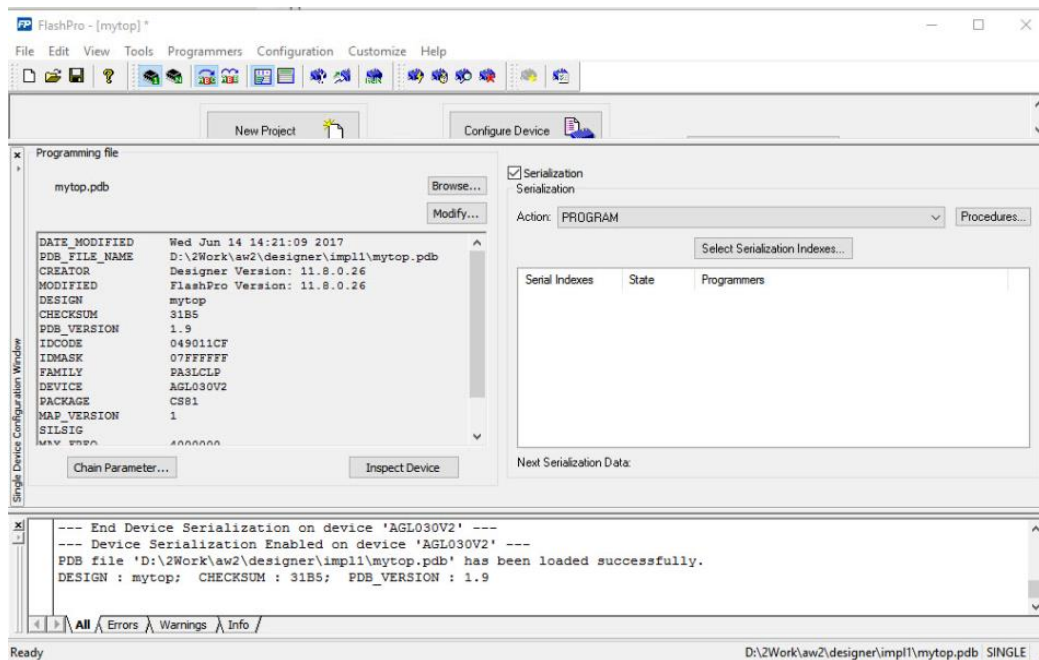 FlashPro - [mytop] *
File Edit View Tools Programmers Configuration Customize Help
New Project
Configure Device
Programming file
mytop.pdb
Browse...
Modify...
DATE_MODIFIED Wed Jun 14 14:21:09 2017
PDB_FILE_NAME D:\2Work\aw2\designer\impl1\mytop.pdb
CREATOR Designer Version: 11.8.0.26
MODIFIED FlashPro Version: 11.8.0.26
DESIGN mytop
CHECKSUM 31B5
PDB_VERSION 1.9
IDCODE 049011CF
IDMASK 07FFFFFF
FAMILY PA3LCLP
DEVICE AGL030V2
PACKAGE CS81
MAP_VERSION 1
SILSIG
MAX_FREQ 4000000
Chain Parameter...
Inspect Device
Single Device Configuration Window
Serialization
Serialization
Action: PROGRAM
Procedures...
Select Serialization Indexes...
Serial Indexes State Programmers
Next Serialization Data:
--- End Device Serialization on device 'AGL030V2' ---
--- Device Serialization Enabled on device 'AGL030V2' ---
PDB file 'D:\2Work\aw2\designer\impl1\mytop.pdb' has been loaded successfully.
DESIGN : mytop; CHECKSUM : 31B5; PDB_VERSION : 1.9
All Errors Warnings Info
Ready
D:\2Work\aw2\designer\impl1\mytop.pdb SINGLE